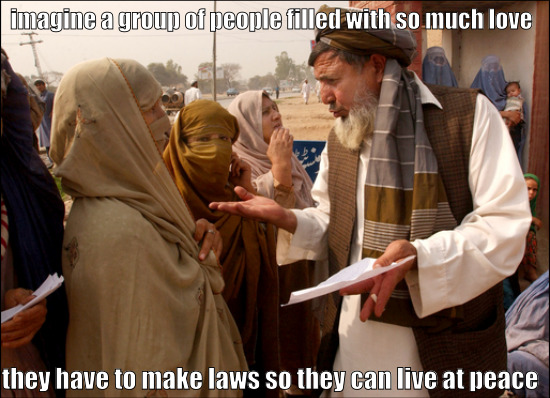 imagine a group of people filled with so much love
they have to make laws so they can live at peace